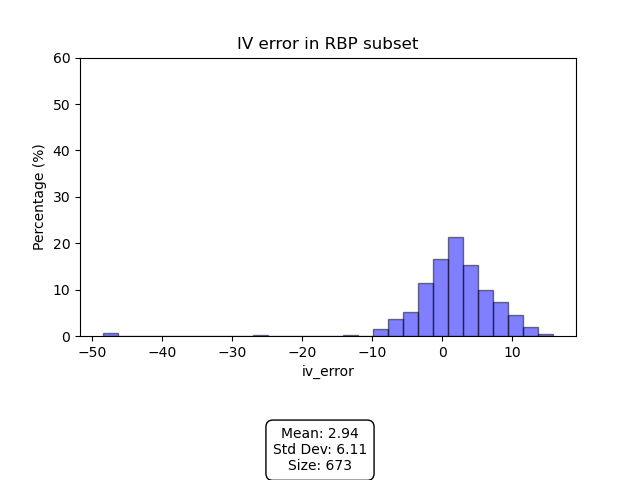 IV error in RBP subset
60
50
40
30
20
10
0
Percentage (%)
−50 −40 −30 −20 −10 0 10
iv_error
Mean: 2.94
Std Dev: 6.11
Size: 673